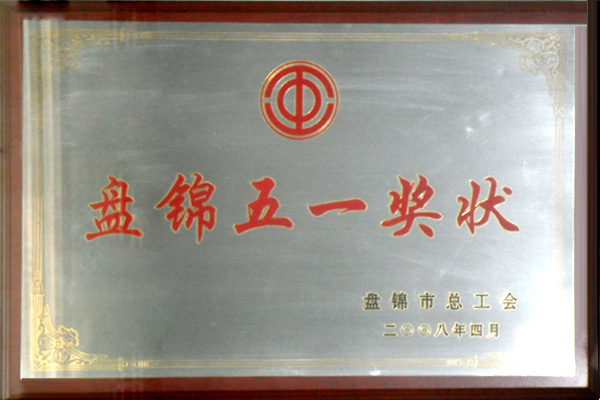 盘锦五一奖状
盘锦市总工会
二〇〇八年四月